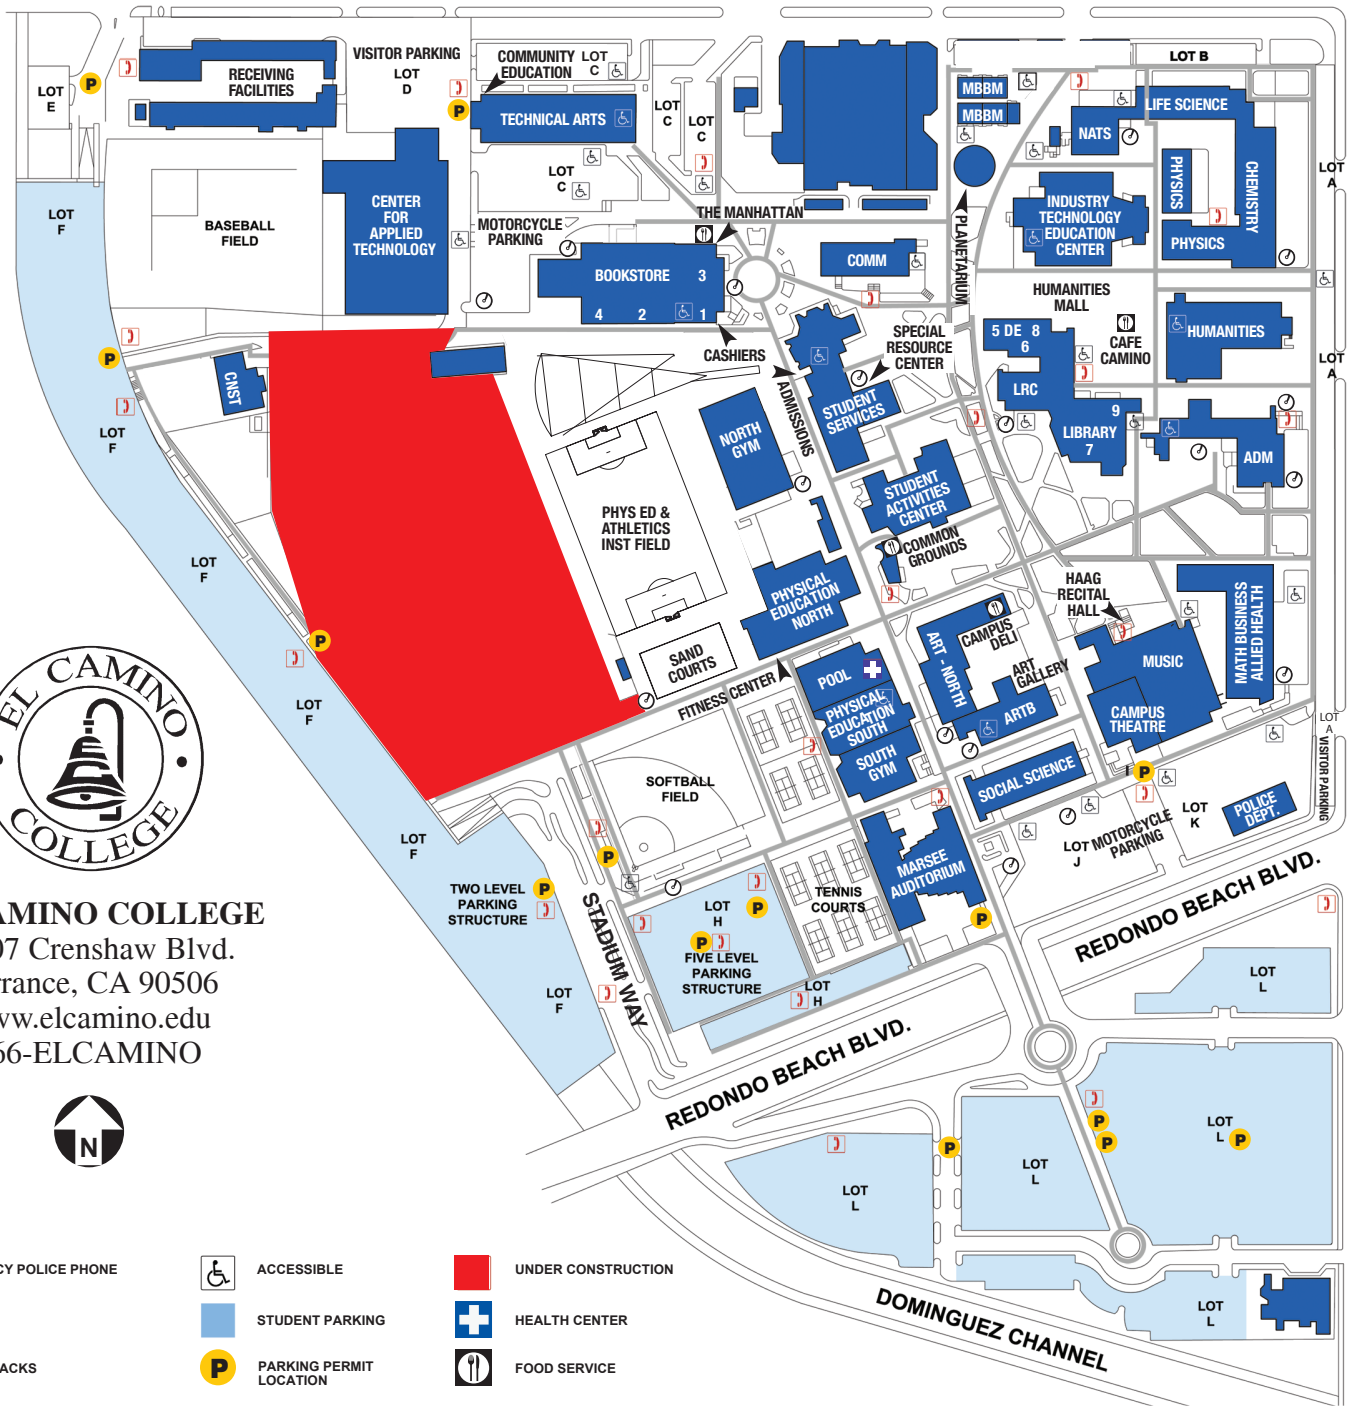 VISITOR PARKING
LOT
D
COMMUNITY
EDUCATION
LOT
C
LOT B
LOT
E
P
RECEIVING
FACILITIES
P
TECHNICAL ARTS
LOT
C
LOT
C
MBBM
MBBM
LIFE SCIENCE
NATS
LOT
C
PHYSICS
CHEMISTRY
LOT
A
LOT
F
BASEBALL
FIELD
CENTER
FOR
APPLIED
TECHNOLOGY
MOTORCYCLE
PARKING
THE MANHATTAN
PLANETARIUM
INDUSTRY
TECHNOLOGY
EDUCATION
CENTER
PHYSICS
BOOKSTORE 3
4 2 1
COMM
HUMANITIES
MALL
CASHIERS
ADMISSIONS
SPECIAL
RESOURCE
CENTER
5 DE 8
6
CAFE
CAMINO
HUMANITIES
LOT
A
P
CNST
LRC
STUDENT
SERVICES
LOT
F
NORTH
GYM
9
LIBRARY
7
ADM
PHYS ED &
ATHLETICS
INST FIELD
STUDENT
ACTIVITIES
CENTER
COMMON
GROUNDS
LOT
F
PHYSICAL
EDUCATION
NORTH
HAAG
RECITAL
HALL
MATH BUSINESS
ALLIED HEALTH
P
SAND
COURTS
ART - NORTH
CAMPUS
DELI
ART
GALLERY
MUSIC
FITNESS CENTER
POOL
PHYSICAL
EDUCATION
SOUTH
ARTB
CAMPUS
THEATRE
LOT
A
VISITOR PARKING
LOT
F
EL CAMINO
COLLEGE
SOFTBALL
FIELD
SOUTH
GYM
SOCIAL SCIENCE
P
LOT
K
POLICE
DEPT.
LOT
J
MOTORCYCLE
PARKING
LOT
F
P
TWO LEVEL
PARKING
STRUCTURE
P
STADIUM WAY
LOT
H
P
P
FIVE LEVEL
PARKING
STRUCTURE
TENNIS
COURTS
MARSEE
AUDITORIUM
P
REDONDO BEACH BLVD.
LOT
F
LOT
H
LOT
L
REDONDO BEACH BLVD.
AMINO COLLEGE
07 Crenshaw Blvd.
rrance, CA 90506
ww.elcamino.edu
66-ELCAMINO
N
P
LOT
L
P
P
LOT
L
P
LOT
L
LOT
L
DOMINGUEZ CHANNEL
CY POLICE PHONE
ACCESSIBLE
UNDER CONSTRUCTION
STUDENT PARKING
HEALTH CENTER
ACKS
P
PARKING PERMIT
LOCATION
FOOD SERVICE